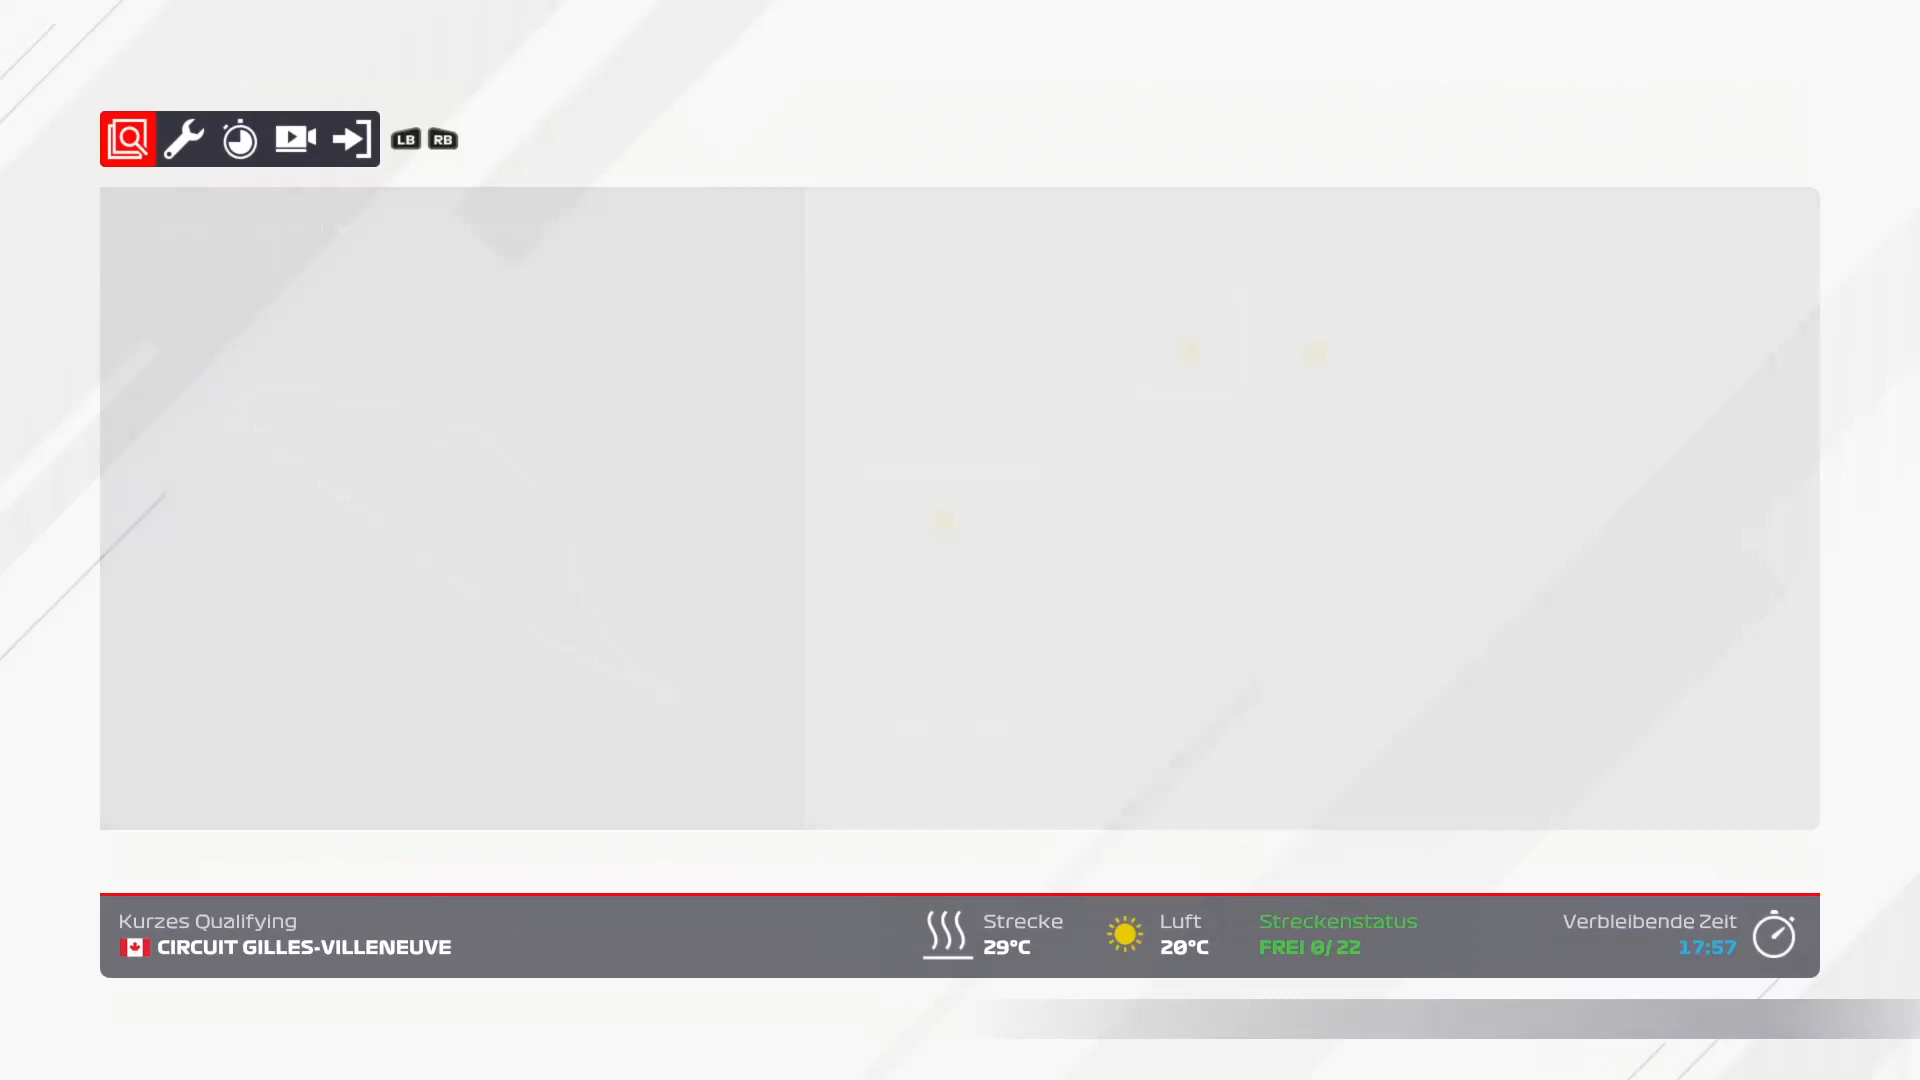 LB RB
Kurzes Qualifying
CIRCUIT GILLES-VILLENEUVE
Strecke
29°C
Luft
20°C
Streckenstatus
FREI 0/ 22
Verbleibende Zeit
17:57